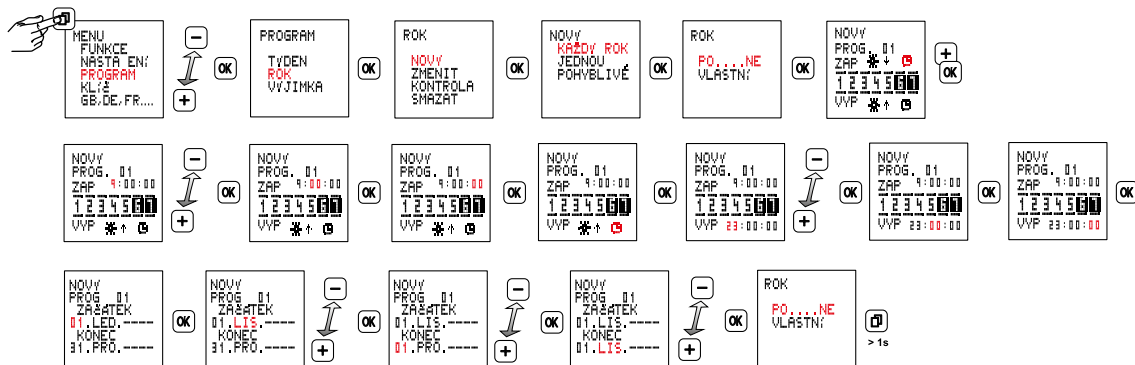 MENU
FUNKCE
NASTA ENÍ
PROGRAM
KLÍč
GB,DE,FR....
−
+
OK
PROGRAM
TYDEN
ROK
VÝJIMKA
OK
ROK
NOVÝ
ZMENIT
KONTROLA
SMAZAT
OK
NOVÝ
KAŽDÝ ROK
JEDNOU
POHYBLIVÉ
OK
ROK
PO....NE
VLASTNÍ
OK
NOVÝ
PROG. 01
ZAP ↓
1 2 3 4 5 6 7
VYP ↑
+
OK
NOVÝ
PROG. 01
ZAP 9:00:00
1 2 3 4 5 6 7
VYP ↑
−
+
OK
NOVÝ
PROG. 01
ZAP 9:00:00
1 2 3 4 5 6 7
VYP ↑
OK
NOVÝ
PROG. 01
ZAP 9:00:00
1 2 3 4 5 6 7
VYP ↑
OK
NOVÝ
PROG. 01
ZAP 9:00:00
1 2 3 4 5 6 7
VYP ↑
OK
NOVÝ
PROG. 01
ZAP 9:00:00
1 2 3 4 5 6 7
VYP 23:00:00
−
+
OK
NOVÝ
PROG. 01
ZAP 9:00:00
1 2 3 4 5 6 7
VYP 23:00:00
OK
NOVÝ
PROG. 01
ZAP 9:00:00
1 2 3 4 5 6 7
VYP 23:00:00
OK
NOVÝ
PROG 01
ZAčÁTEK
01.LED.----
KONEC
31.PRO.----
OK
NOVÝ
PROG 01
ZAčÁTEK
01.LIS.----
KONEC
31.PRO.----
−
+
OK
NOVÝ
PROG 01
ZAčÁTEK
01.LIS.----
KONEC
01.PRO.----
−
+
OK
NOVÝ
PROG 01
ZAčÁTEK
01.LIS.----
KONEC
01.LIS.----
−
+
OK
ROK
PO....NE
VLASTNÍ
> 1s